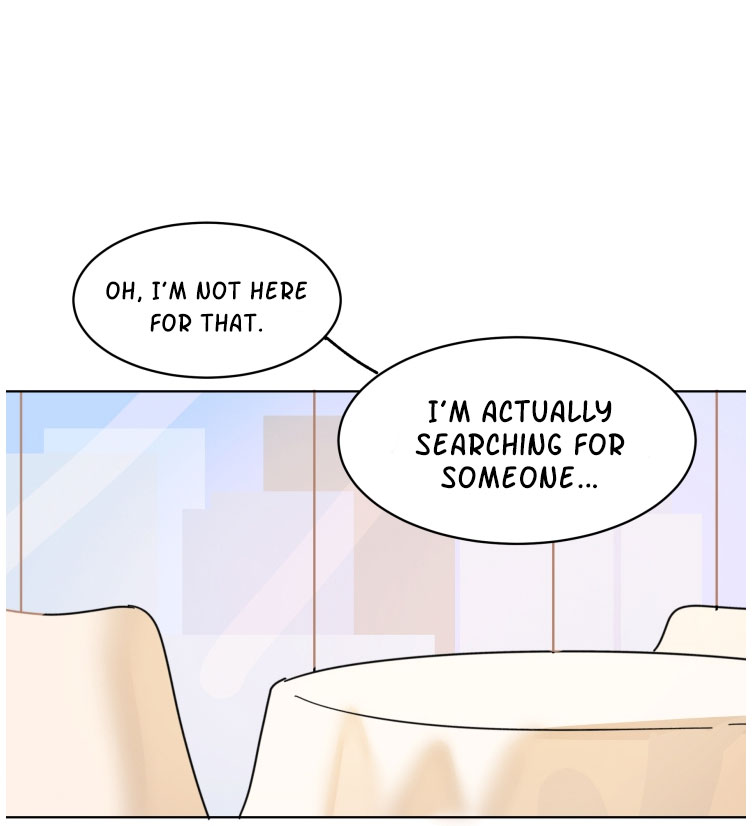 OH, I'M NOT HERE
FOR THAT.
I'M ACTUALLY
SEARCHING FOR
SOMEONE...